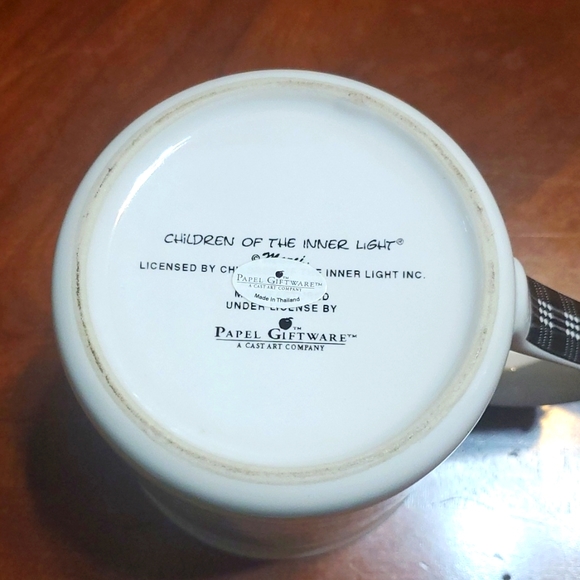 CHILDREN OF THE INNER LIGHT®
LICENSED BY INNER LIGHT INC.
PAPEL GIFTWARE™
A CAST ART COMPANY
Made in Thailand
UNDER LICENSE BY
PAPEL GIFTWARE™
A CAST ART COMPANY